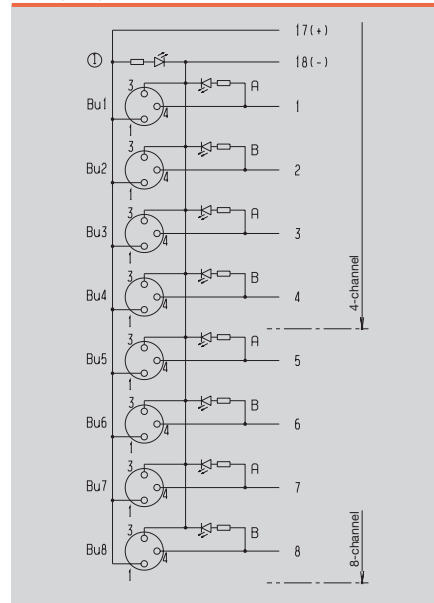 17(+)
① 18(-)
3 A
Bu1 4 1
1
3 B
Bu2 4 2
1
3 A
Bu3 4 3
1
3 B
Bu4 4 4
1
4-channel
3 A
Bu5 4 5
1
3 B
Bu6 4 6
1
3 A
Bu7 4 7
1
3 B
Bu8 4 8
1
8-channel